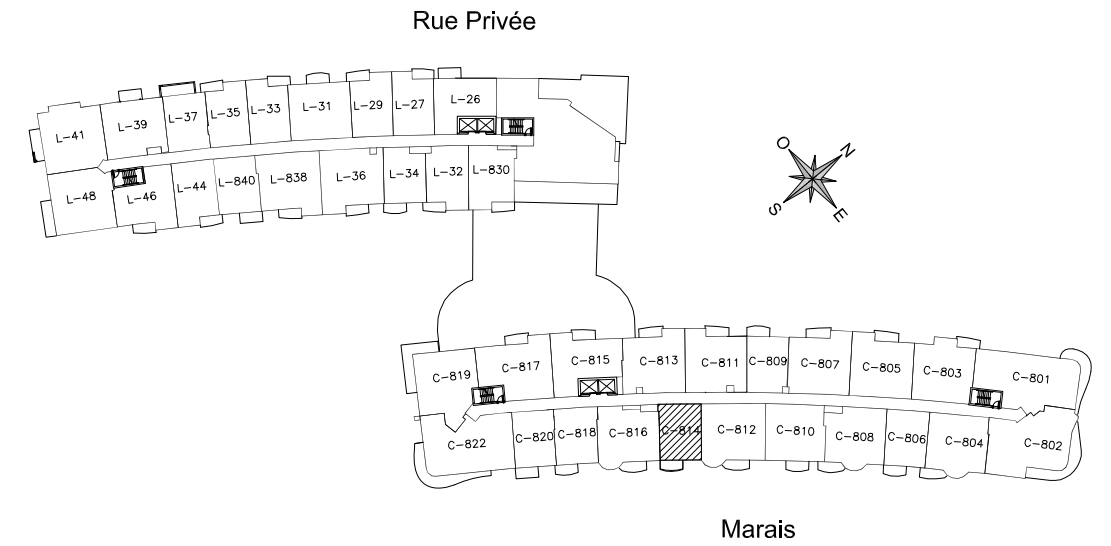 Rue Privée
L-41
L-39
L-37
L-35
L-33
L-31
L-29
L-27
L-26
L-48
L-46
L-44
L-840
L-838
L-36
L-34
L-32
L-830
O
N
S
E
C-819
C-817
C-815
C-813
C-811
C-809
C-807
C-805
C-803
C-801
C-822
C-820
C-818
C-816
C-814
C-812
C-810
C-808
C-806
C-804
C-802
Marais